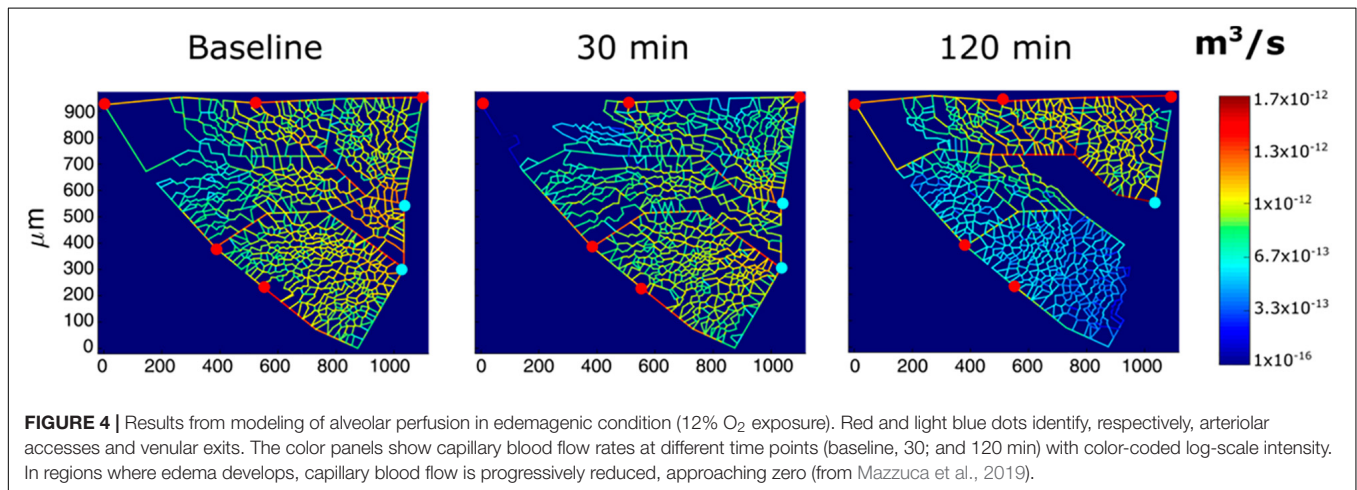 Baseline
30 min
120 min
m³/s
μm
900
800
700
600
500
400
300
200
100
0
0 200 400 600 800 1000
0 200 400 600 800 1000
0 200 400 600 800 1000
1.7x10⁻¹²
1.3x10⁻¹²
1x10⁻¹²
6.7x10⁻¹³
3.3x10⁻¹³
1x10⁻¹⁶
FIGURE 4 | Results from modeling of alveolar perfusion in edemagenic condition (12% O₂ exposure). Red and light blue dots identify, respectively, arteriolar
accesses and venular exits. The color panels show capillary blood flow rates at different time points (baseline, 30; and 120 min) with color-coded log-scale intensity.
In regions where edema develops, capillary blood flow is progressively reduced, approaching zero (from Mazzuca et al., 2019).